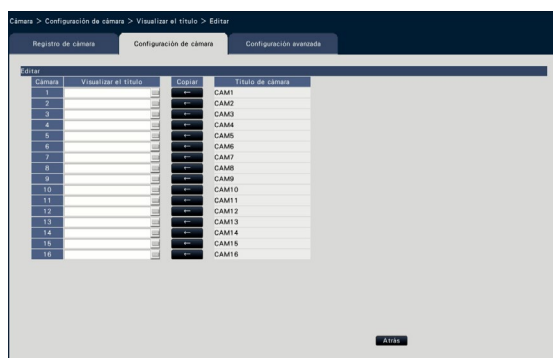 Cámara > Configuración de cámara > Visualizar el título > Editar
Registro de cámara Configuración de cámara Configuración avanzada
Editar
Cámara Visualizar el título Copiar Título de cámara
1 ← CAM1
2 ← CAM2
3 ← CAM3
4 ← CAM4
5 ← CAM5
6 ← CAM6
7 ← CAM7
8 ← CAM8
9 ← CAM9
10 ← CAM10
11 ← CAM11
12 ← CAM12
13 ← CAM13
14 ← CAM14
15 ← CAM15
16 ← CAM16
Atrás